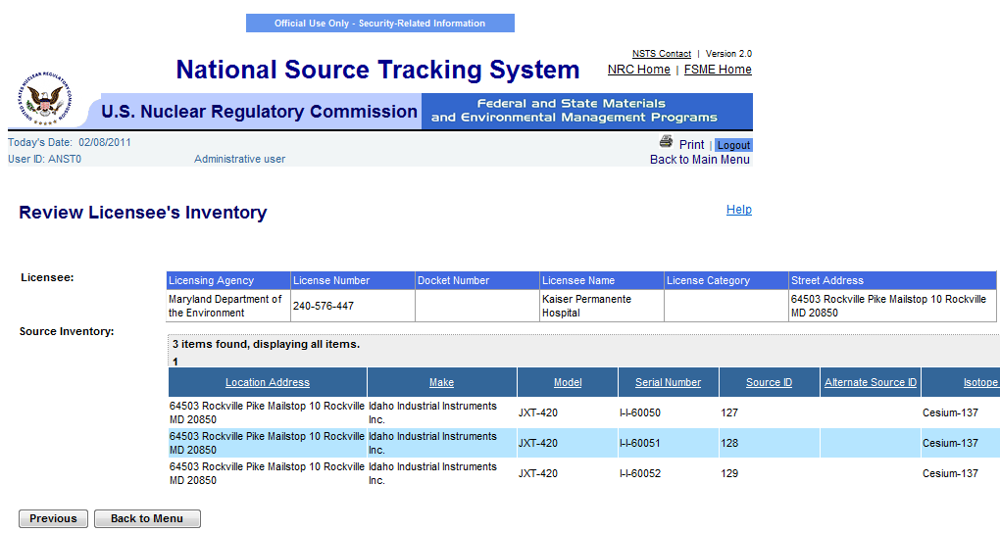 Official Use Only - Security-Related Information
NSTS Contact | Version 2.0
National Source Tracking System
NRC Home | FSME Home
UNITED STATES NUCLEAR REGULATORY COMMISSION
U.S. Nuclear Regulatory Commission
Federal and State Materials
and Environmental Management Programs
Today's Date: 02/08/2011
Print | Logout
User ID: ANST0 Administrative user
Back to Main Menu
Review Licensee's Inventory
Help
Licensee:
Licensing Agency License Number Docket Number Licensee Name License Category Street Address
Maryland Department of Kaiser Permanente 64503 Rockville Pike Mailstop 10 Rockville
240-576-447
the Environment Hospital MD 20850
Source Inventory:
3 items found, displaying all items.
1
Location Address Make Model Serial Number Source ID Alternate Source ID Isotope
64503 Rockville Pike Mailstop 10 Rockville Idaho Industrial Instruments
JXT-420 I-I-60050 127 Cesium-137
MD 20850 Inc.
64503 Rockville Pike Mailstop 10 Rockville Idaho Industrial Instruments
JXT-420 I-I-60051 128 Cesium-137
MD 20850 Inc.
64503 Rockville Pike Mailstop 10 Rockville Idaho Industrial Instruments
JXT-420 I-I-60052 129 Cesium-137
MD 20850 Inc.
Previous Back to Menu